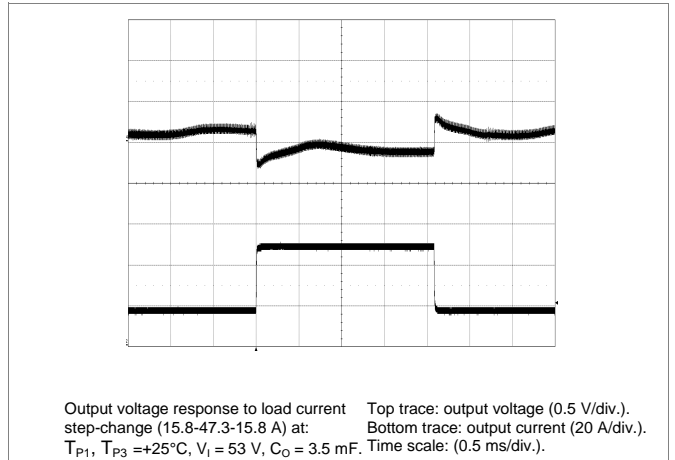 Output voltage response to load current
step-change (15.8-47.3-15.8 A) at:
TP1, TP3 =+25°C, VI = 53 V, CO = 3.5 mF.
Top trace: output voltage (0.5 V/div.).
Bottom trace: output current (20 A/div.).
Time scale: (0.5 ms/div.).